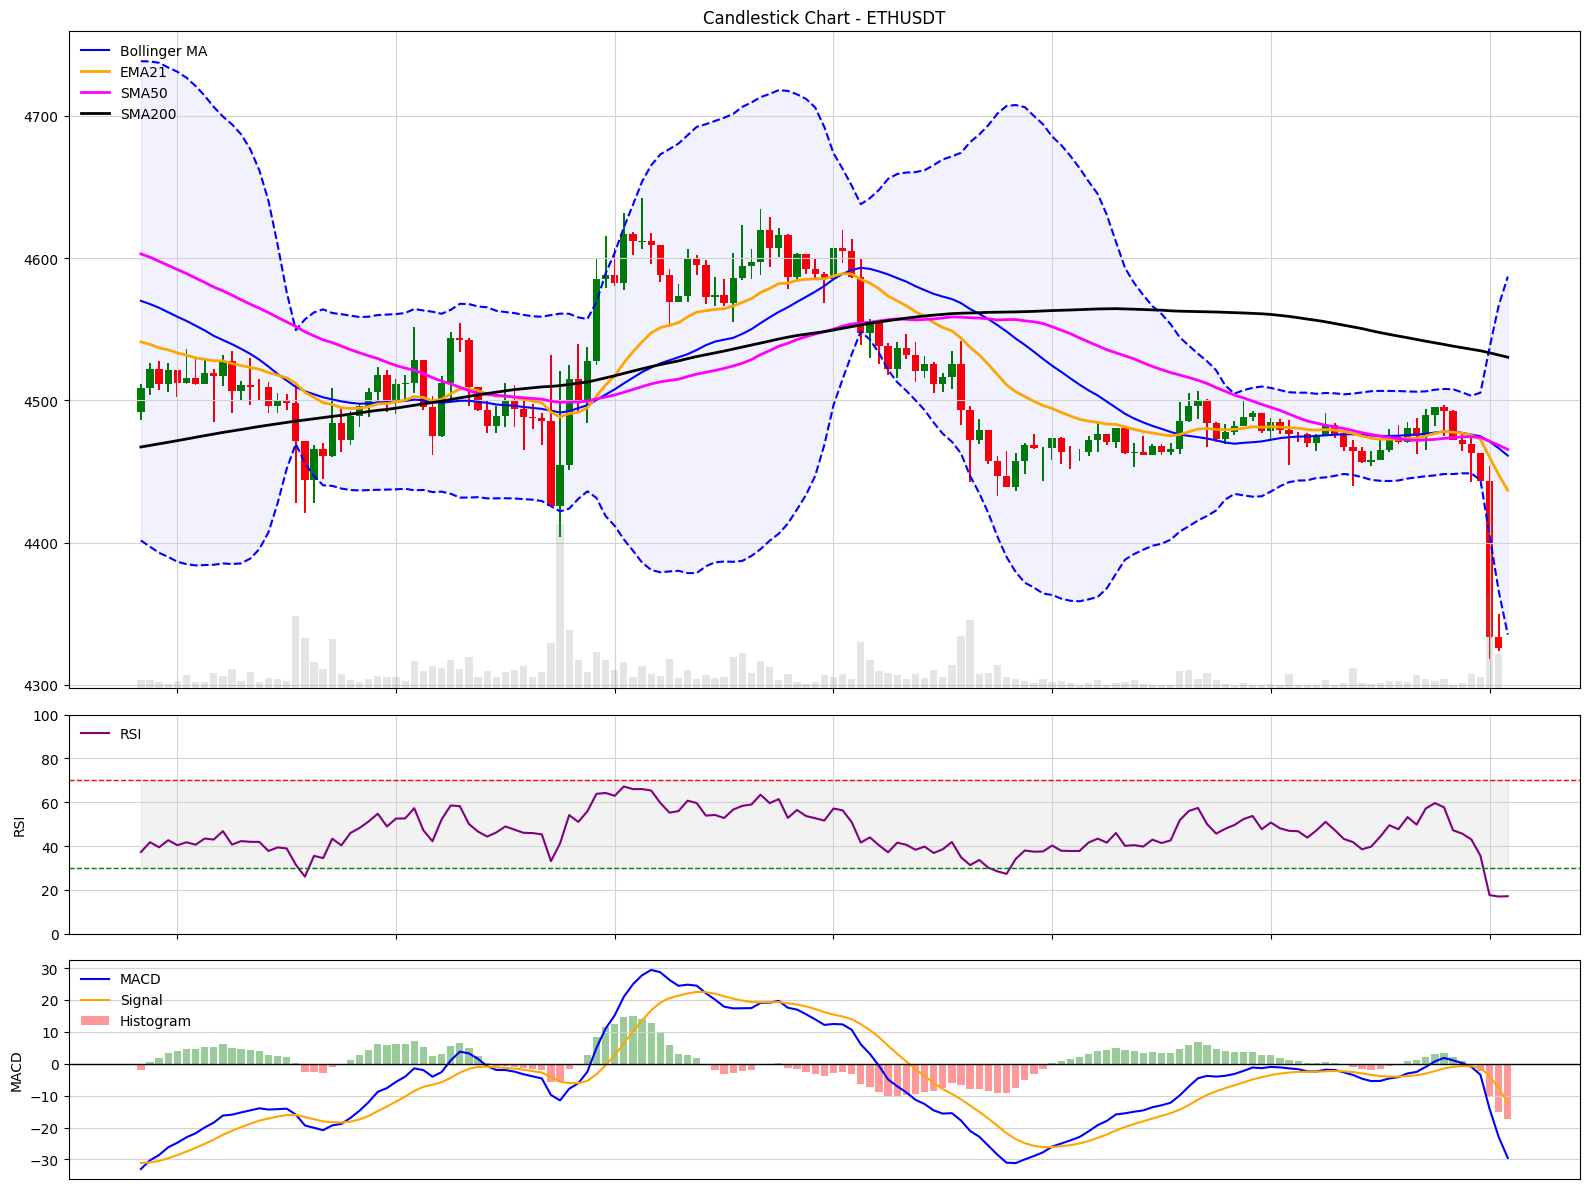 Candlestick Chart - ETHUSDT
Bollinger MA
EMA21
SMA50
SMA200
4700
4600
4500
4400
4300
100
80
60
40
20
0
RSI
RSI
30
20
10
0
−10
−20
−30
MACD
MACD
Signal
Histogram